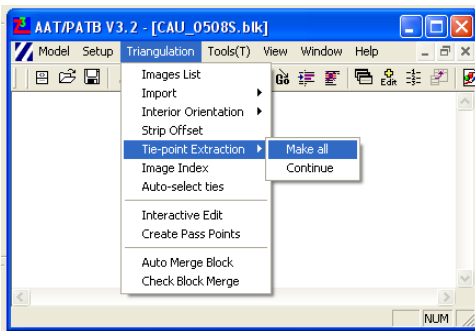 AAT/PATB V3.2 - [CAU_0508S.blk]
Model Setup Triangulation Tools(T) View Window Help
Edit
Images List
Import
Interior Orientation
Strip Offset
Tie-point Extraction
Make all
Image Index
Continue
Auto-select ties
Interactive Edit
Create Pass Points
Auto Merge Block
Check Block Merge
NUM